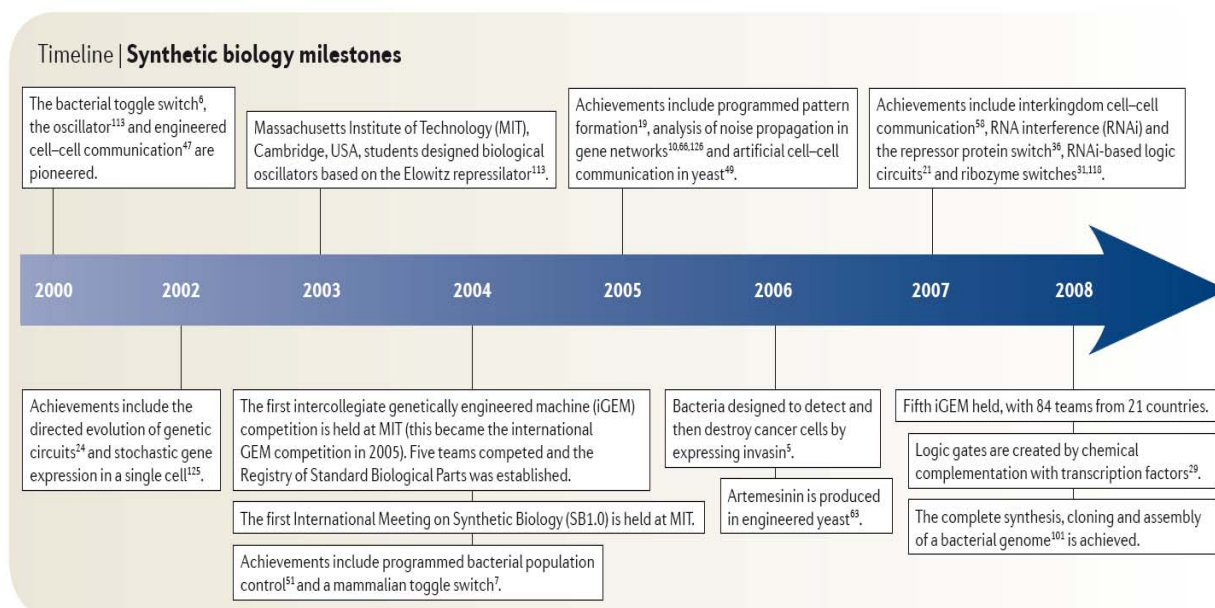 Timeline | Synthetic biology milestones
The bacterial toggle switch⁶,
the oscillator¹¹³ and engineered
cell–cell communication⁴⁷ are
pioneered.
Massachusetts Institute of Technology (MIT),
Cambridge, USA, students designed biological
oscillators based on the Elowitz repressilator¹¹³.
Achievements include programmed pattern
formation¹⁹, analysis of noise propagation in
gene networks¹⁰,⁶⁶,¹²⁶ and artificial cell–cell
communication in yeast⁴⁹.
Achievements include interkingdom cell–cell
communication⁵⁸, RNA interference (RNAi) and
the repressor protein switch³⁶, RNAi-based logic
circuits²¹ and ribozyme switches³¹,¹¹⁸.
2000 2002 2003 2004 2005 2006 2007 2008
Achievements include the
directed evolution of genetic
circuits²⁴ and stochastic gene
expression in a single cell¹²⁵.
The first intercollegiate genetically engineered machine (iGEM)
competition is held at MIT (this became the international
GEM competition in 2005). Five teams competed and the
Registry of Standard Biological Parts was established.
The first International Meeting on Synthetic Biology (SB1.0) is held at MIT.
Achievements include programmed bacterial population
control⁵¹ and a mammalian toggle switch⁷.
Bacteria designed to detect and
then destroy cancer cells by
expressing invasin⁵.
Artemesinin is produced
in engineered yeast⁶³.
Fifth iGEM held, with 84 teams from 21 countries.
Logic gates are created by chemical
complementation with transcription factors²⁹.
The complete synthesis, cloning and assembly
of a bacterial genome¹⁰¹ is achieved.